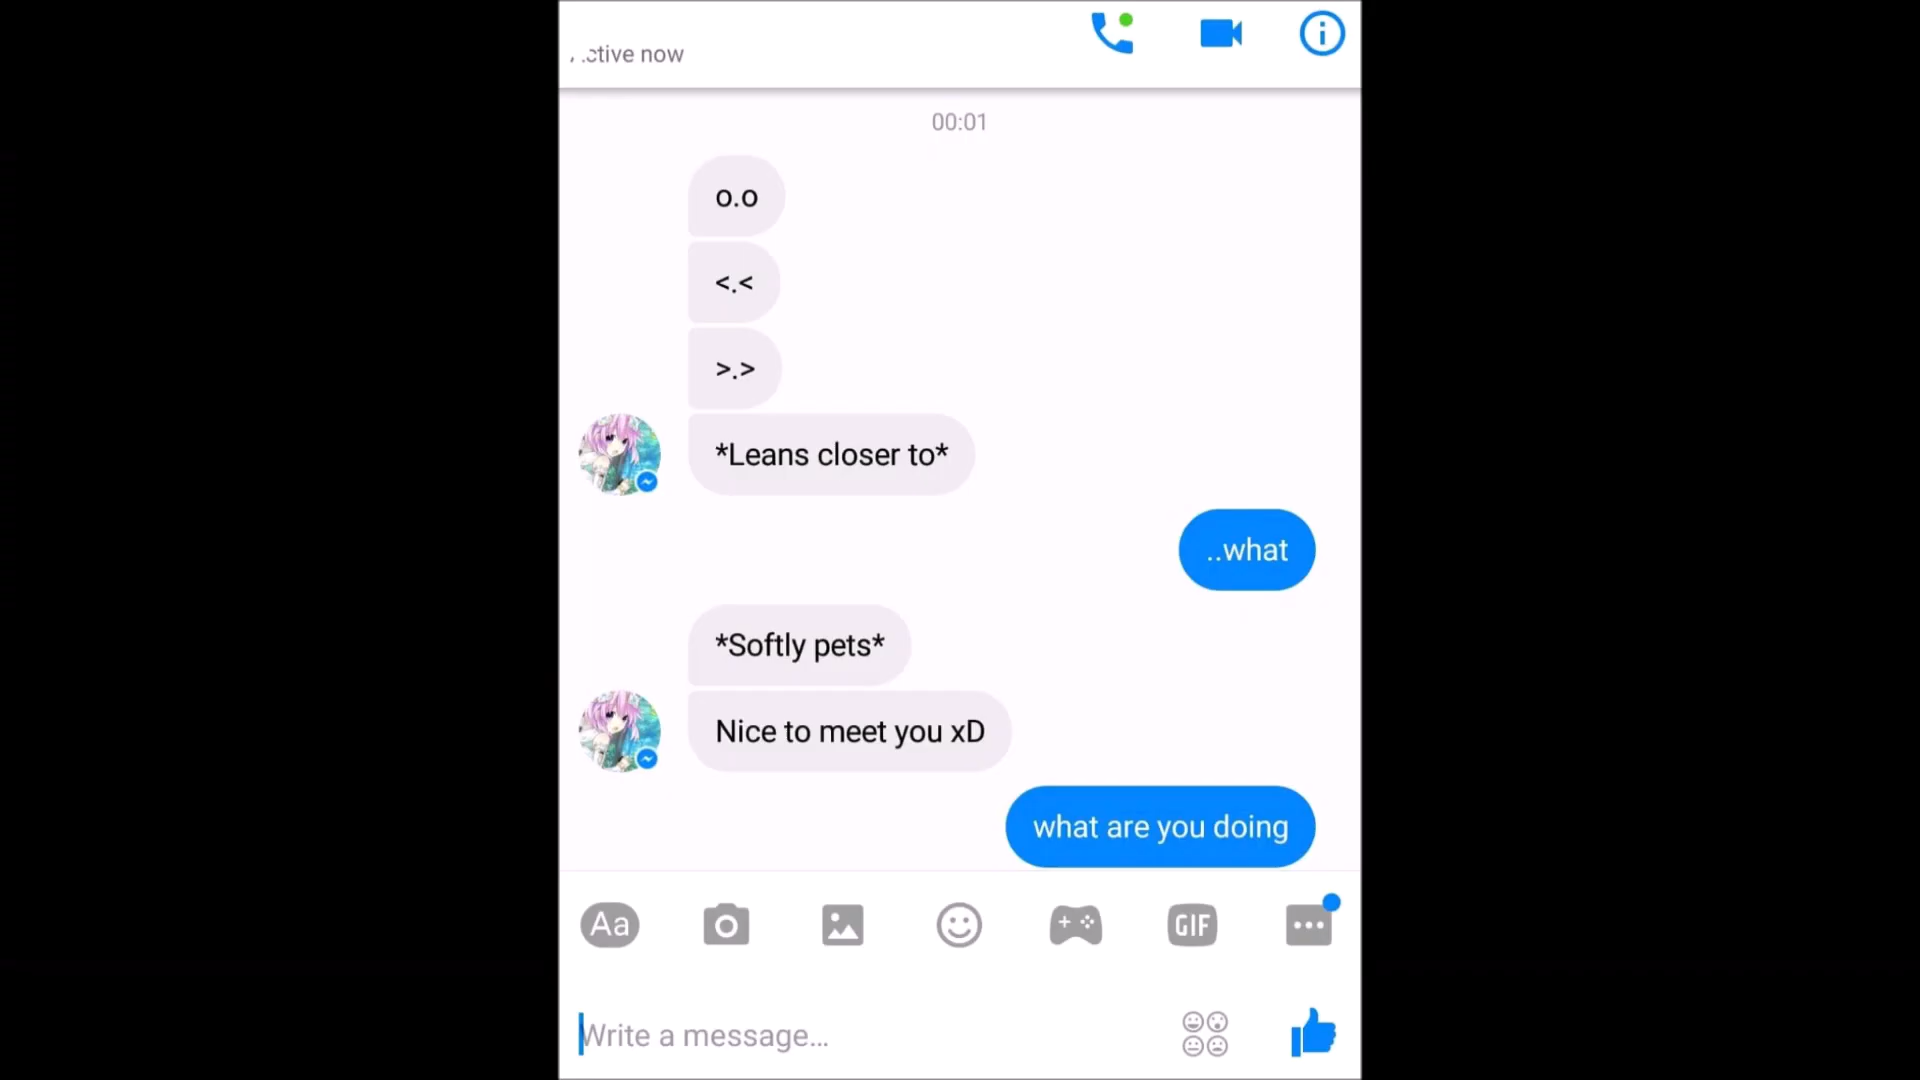 ctive now
00:01
o.o
<.<
>.>
*Leans closer to*
..what
*Softly pets*
Nice to meet you xD
what are you doing
Aa
GIF
Write a message...